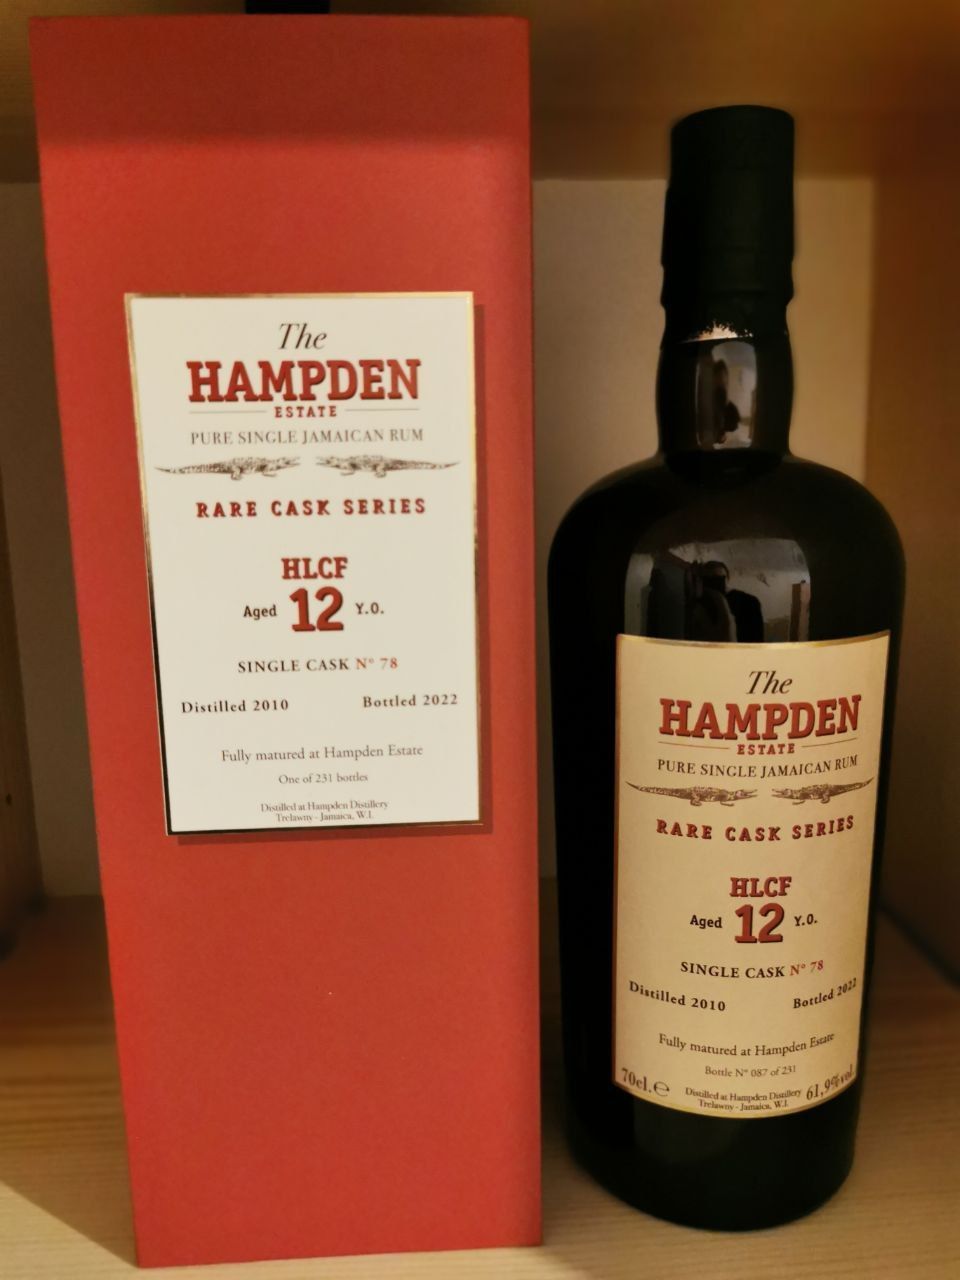 The
HAMPDEN
ESTATE
PURE SINGLE JAMAICAN RUM
RARE CASK SERIES
HLCF
Aged 12 Y.O.
SINGLE CASK N° 78
Distilled 2010 Bottled 2022
Fully matured at Hampden Estate
One of 231 bottles
Distilled at Hampden Distillery
Trelawny - Jamaica, W.I.
The
HAMPDEN
ESTATE
PURE SINGLE JAMAICAN RUM
RARE CASK SERIES
HLCF
Aged 12 Y.O.
SINGLE CASK N° 78
Distilled 2010 Bottled 2022
Fully matured at Hampden Estate
Bottle N° 087 of 231
70cl.℮ Distilled at Hampden Distillery 61,9%vol.
Trelawny - Jamaica, W.I.